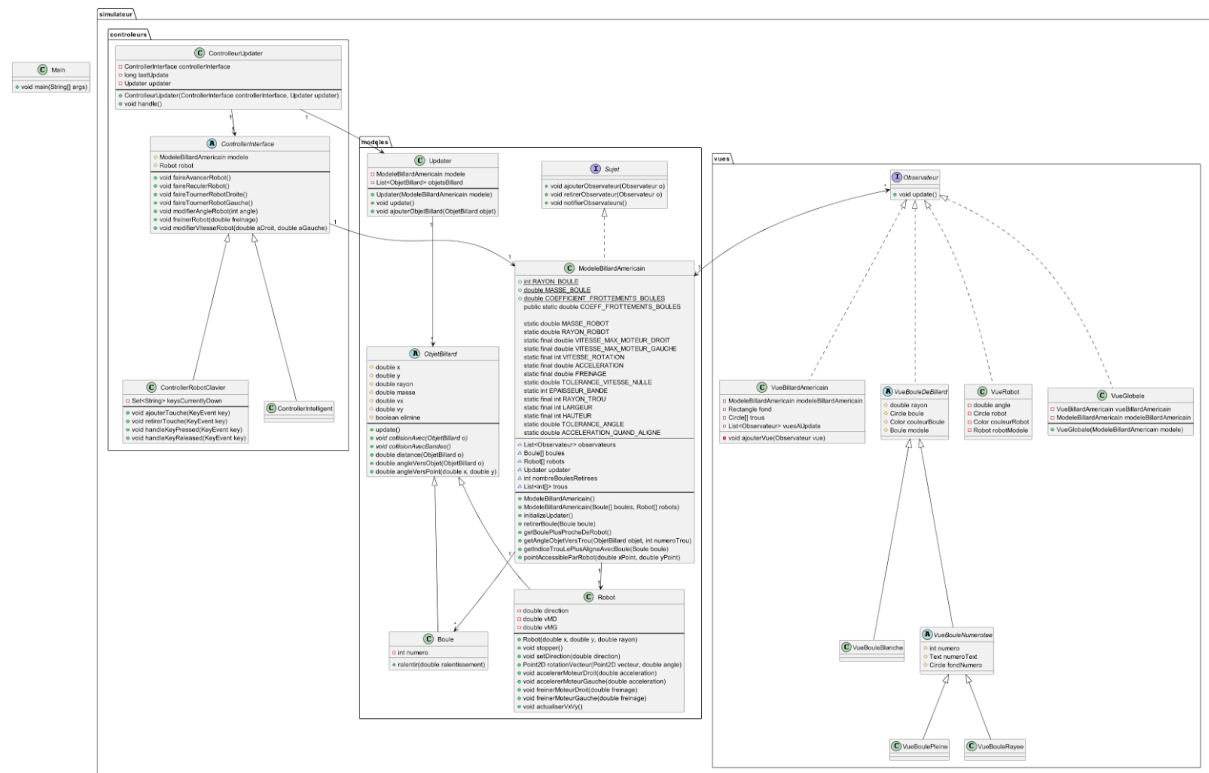 simulateur
controleurs
ControlleurUpdater
ControllerInterface controllerInterface
long lastUpdate
Updater updater
ControlleurUpdater(ControllerInterface controllerInterface, Updater updater)
void handle()
Main
void main(String[] args)
1
1
1
1
ControllerInterface
ModeleBillardAmericain modele
Robot robot
void faireAvancerRobot()
void faireReculerRobot()
void faireTournerRobotDroite()
void faireTournerRobotGauche()
void modifierAngleRobot(int angle)
void freinerRobot(double freinage)
void modifierVitesseRobot(double aDroit, double aGauche)
1
1
ControllerRobotClavier
Set<String> keysCurrentlyDown
void ajouterTouche(KeyEvent key)
void retirerTouche(KeyEvent key)
void handleKeyPressed(KeyEvent key)
void handleKeyReleased(KeyEvent key)
ControllerIntelligent
modeles
Updater
ModeleBillardAmericain modele
List<ObjetBillard> objetsBillard
Updater(ModeleBillardAmericain modele)
void update()
void ajouterObjetBillard(ObjetBillard objet)
1
*
Sujet
void ajouterObservateur(Observateur o)
void retirerObservateur(Observateur o)
void notifierObservateurs()
ModeleBillardAmericain
int RAYON_BOULE
double MASSE_BOULE
double COEFFICIENT_FROTTEMENTS_BOULES
public static double COEFF_FROTTEMENTS_BOULES
static double MASSE_ROBOT
static double RAYON_ROBOT
static final double VITESSE_MAX_MOTEUR_DROIT
static final double VITESSE_MAX_MOTEUR_GAUCHE
static final int VITESSE_ROTATION
static final double ACCELERATION
static final double FREINAGE
static double TOLERANCE_VITESSE_NULLE
static int EPAISSEUR_BANDE
static final int RAYON_TROU
static final int LARGEUR
static final int HAUTEUR
static double TOLERANCE_ANGLE
static double ACCELERATION_QUAND_ALIGNE
List<Observateur> observateurs
Boule[] boules
Robot[] robots
Updater updater
int nombreBoulesRetirees
List<int[]> trous
ModeleBillardAmericain()
ModeleBillardAmericain(Boule[] boules, Robot[] robots)
initializeUpdater()
retirerBoule(Boule boule)
getBoulePlusProcheDeRobot()
getAngleObjetVersTrou(ObjetBillard objet, int numeroTrou)
getIndiceTrouLePlusAligneAvecBoule(Boule boule)
pointAccessibleParRobot(double xPoint, double yPoint)
1
*
1
1
ObjetBillard
double x
double y
double rayon
double masse
double vx
double vy
boolean elimine
update()
void collisionAvec(ObjetBillard o)
void collisionAvecBandes()
double distance(ObjetBillard o)
double angleVersObjet(ObjetBillard o)
double angleVersPoint(double x, double y)
Boule
int numero
ralentir(double ralentissement)
Robot
double direction
double vMD
double vMG
Robot(double x, double y, double rayon)
void stopper()
void setDirection(double direction)
Point2D rotationVecteur(Point2D vecteur, double angle)
void accelererMoteurDroit(double acceleration)
void accelererMoteurGauche(double acceleration)
void freinerMoteurDroit(double freinage)
void freinerMoteurGauche(double freinage)
void actualiserVxVy()
vues
Observateur
void update()
*
1
VueBillardAmericain
ModeleBillardAmericain modeleBillardAmericain
Rectangle fond
Circle[] trous
List<Observateur> vuesAUpdate
void ajouterVue(Observateur vue)
VueBouleDeBillard
double rayon
Circle boule
Color couleurBoule
Boule modele
VueRobot
double angle
Circle robot
Color couleurRobot
Robot robotModele
VueGlobale
VueBillardAmericain vueBillardAmericain
ModeleBillardAmericain modeleBillardAmericain
VueGlobale(ModeleBillardAmericain modele)
VueBouleBlanche
VueBouleNumerotee
int numero
Text numeroText
Circle fondNumero
VueBoulePleine
VueBouleRayee